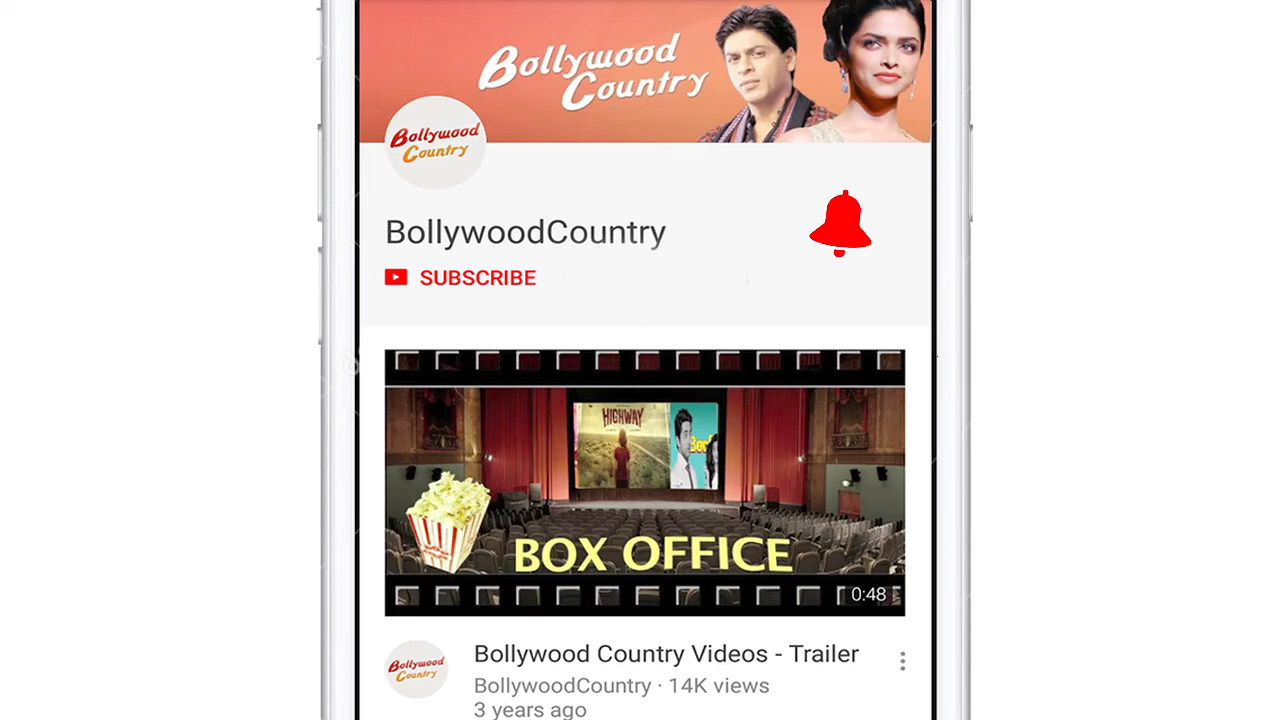 Bollywood
Country
Bollywood
Country
BollywoodCountry
SUBSCRIBE
HIGHWAY
BOX OFFICE
0:48
Bollywood
Country
Bollywood Country Videos - Trailer
BollywoodCountry · 14K views
3 years ago